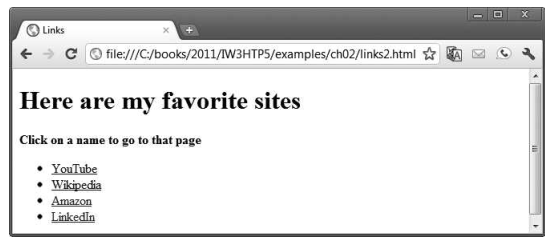 Links
file:///C:/books/2011/IW3HTP5/examples/ch02/links2.html
Here are my favorite sites
Click on a name to go to that page
YouTube
Wikipedia
Amazon
LinkedIn